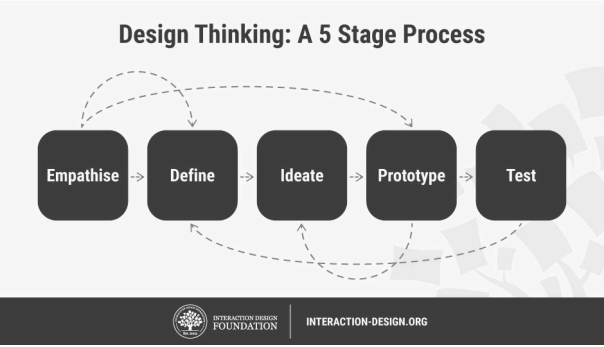 Design Thinking: A 5 Stage Process
Empathise
Define
Ideate
Prototype
Test
INTERACTION DESIGN
FOUNDATION
INTERACTION-DESIGN.ORG